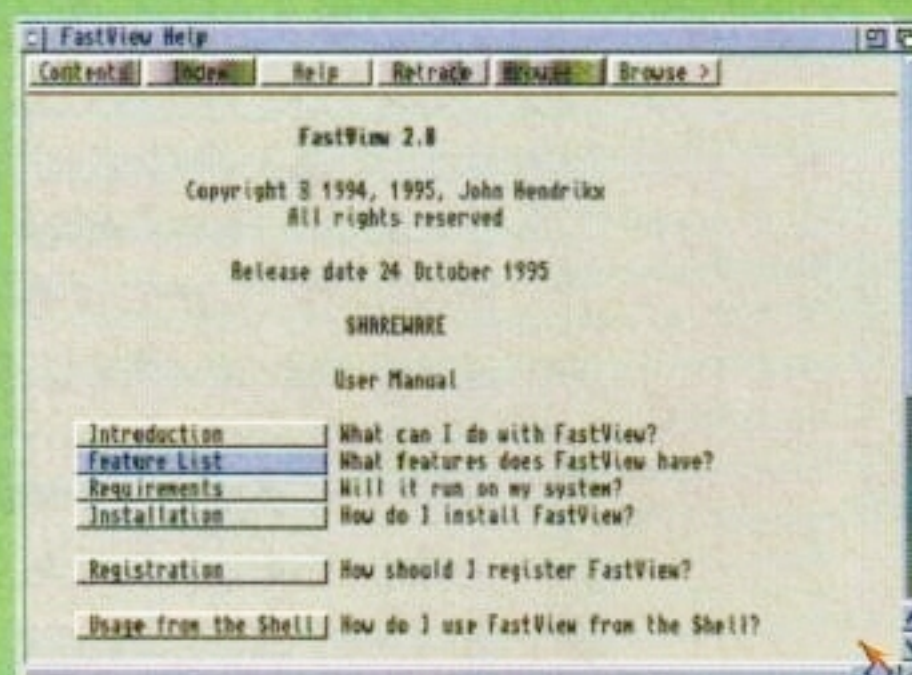 FastView Help
Contents Index Help Retrace Browse < Browse >
FastView 2.0
Copyright © 1994, 1995, John Hendrikx
All rights reserved
Release date 24 October 1995
SHAREWARE
User Manual
Introduction What can I do with FastView?
Feature List What features does FastView have?
Requirements Will it run on my system?
Installation How do I install FastView?
Registration How should I register FastView?
Usage from the Shell How do I use FastView from the Shell?